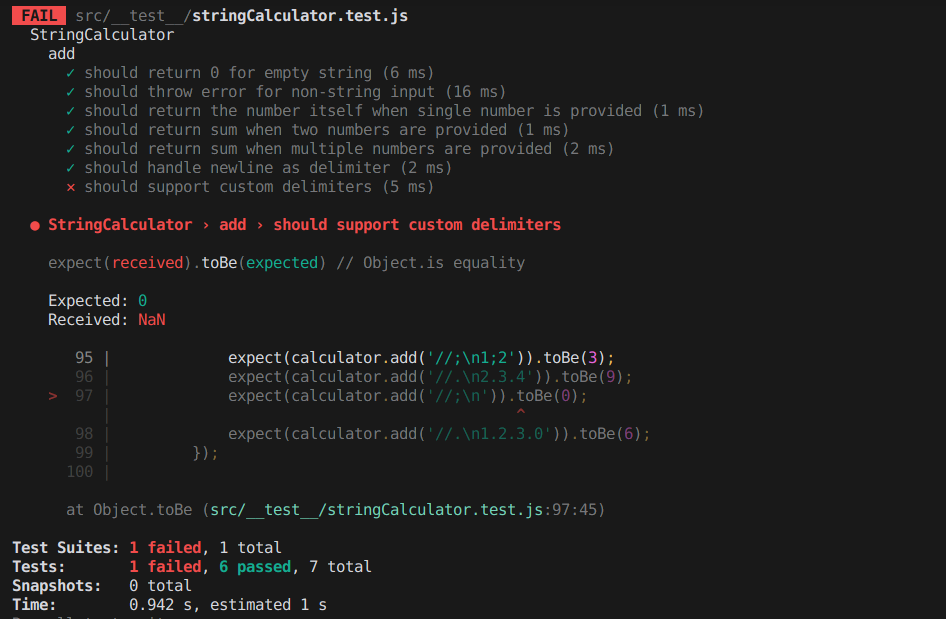 FAIL src/__test__/stringCalculator.test.js
StringCalculator
add
✓ should return 0 for empty string (6 ms)
✓ should throw error for non-string input (16 ms)
✓ should return the number itself when single number is provided (1 ms)
✓ should return sum when two numbers are provided (1 ms)
✓ should return sum when multiple numbers are provided (2 ms)
✓ should handle newline as delimiter (2 ms)
✕ should support custom delimiters (5 ms)
● StringCalculator › add › should support custom delimiters
expect(received).toBe(expected) // Object.is equality
Expected: 0
Received: NaN
95 | expect(calculator.add('//;\n1;2')).toBe(3);
96 | expect(calculator.add('//.\n2.3.4')).toBe(9);
> 97 | expect(calculator.add('//;\n')).toBe(0);
| ^
98 | expect(calculator.add('//.\n1.2.3.0')).toBe(6);
99 | });
100 |
at Object.toBe (src/__test__/stringCalculator.test.js:97:45)
Test Suites: 1 failed, 1 total
Tests: 1 failed, 6 passed, 7 total
Snapshots: 0 total
Time: 0.942 s, estimated 1 s